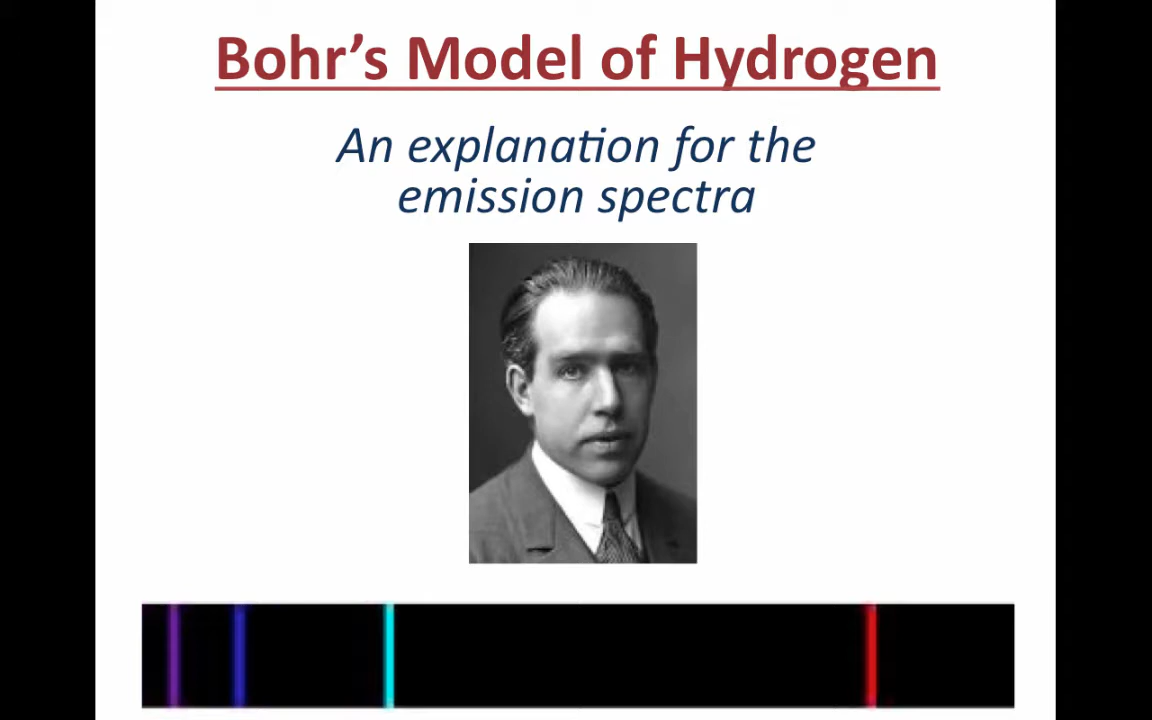 Bohr’s Model of Hydrogen
An explanation for the
emission spectra